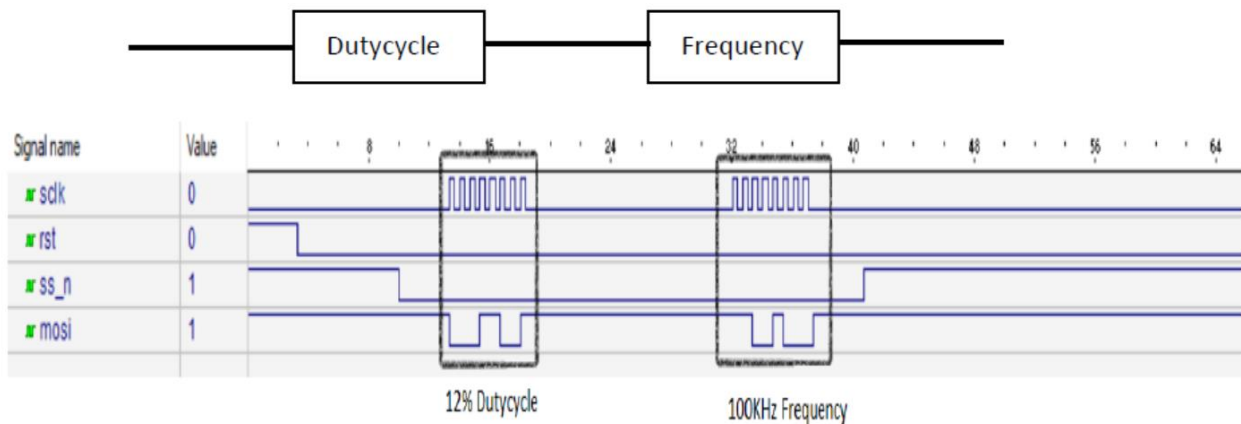 Dutycycle Frequency
Signal name Value 8 16 24 32 40 48 56 64
sclk 0
rst 0
ss_n 1
mosi 1
12% Dutycycle 100KHz Frequency